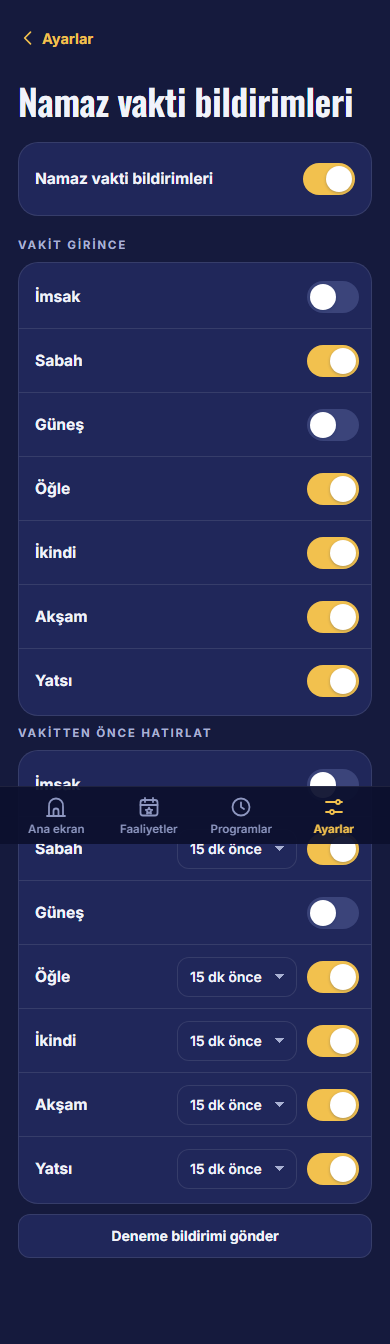 Ayarlar
Namaz vakti bildirimleri
Namaz vakti bildirimleri
VAKİT GİRİNCE
İmsak
Sabah
Güneş
Öğle
İkindi
Akşam
Yatsı
VAKİTTEN ÖNCE HATIRLAT
İmsak
Ana ekran Faaliyetler Programlar Ayarlar
Sabah 15 dk önce
Güneş
Öğle 15 dk önce
İkindi 15 dk önce
Akşam 15 dk önce
Yatsı 15 dk önce
Deneme bildirimi gönder